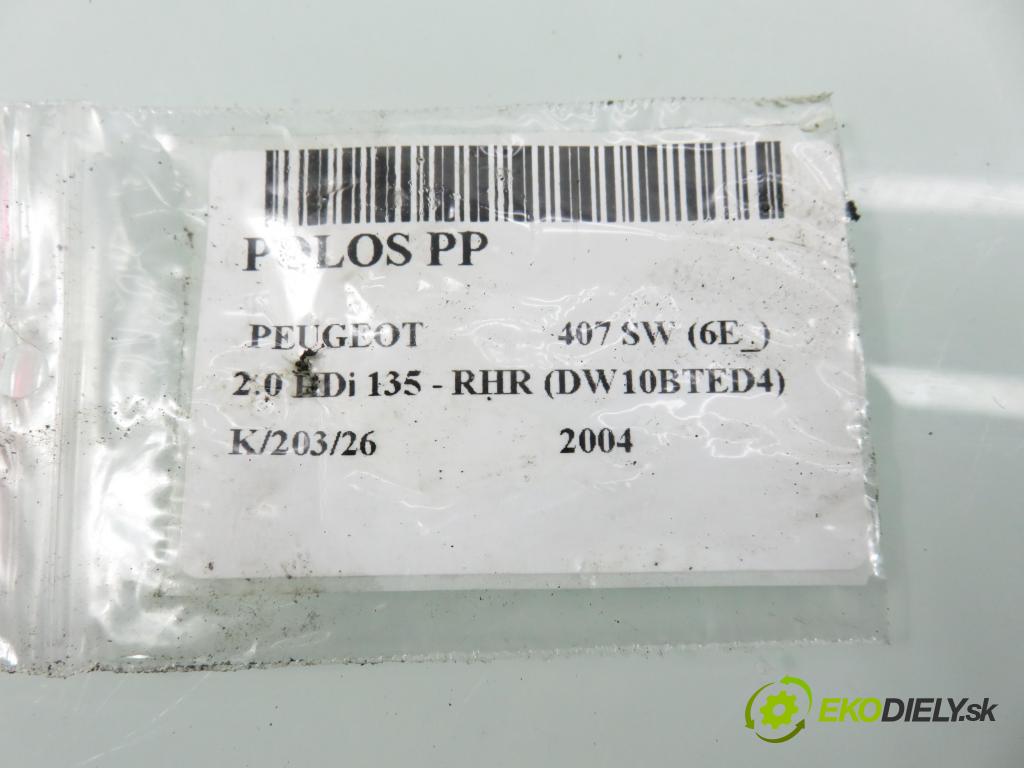 POLOS PP
PEUGEOT 407 SW (6E_)
2.0 HDi 135 - RHR (DW10BTED4)
K/203/26 2004
EKODIELY.sk